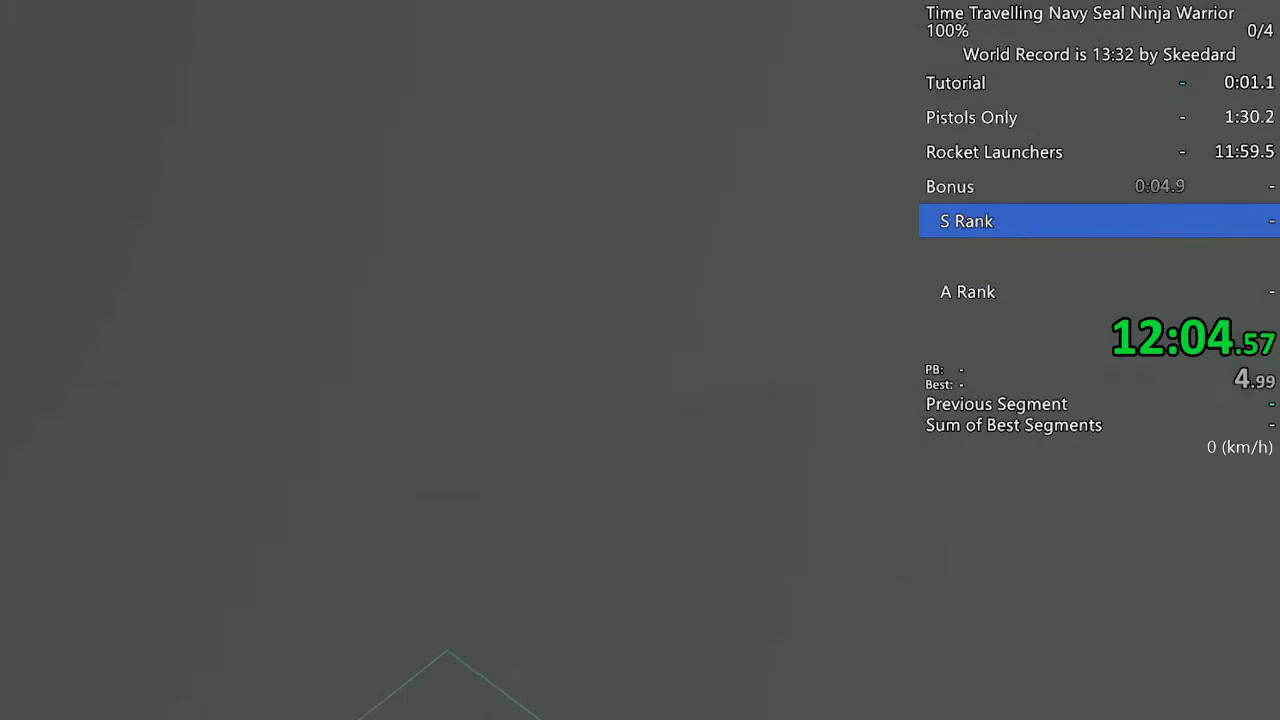 Time Travelling Navy Seal Ninja Warrior
100% 0/4
World Record is 13:32 by Skeedard
Tutorial - 0:01.1
Pistols Only - 1:30.2
Rocket Launchers - 11:59.5
Bonus 0:04.9 -
S Rank -
A Rank -
12:04.57
PB: - 4.99
Best: -
Previous Segment -
Sum of Best Segments -
0 (km/h)